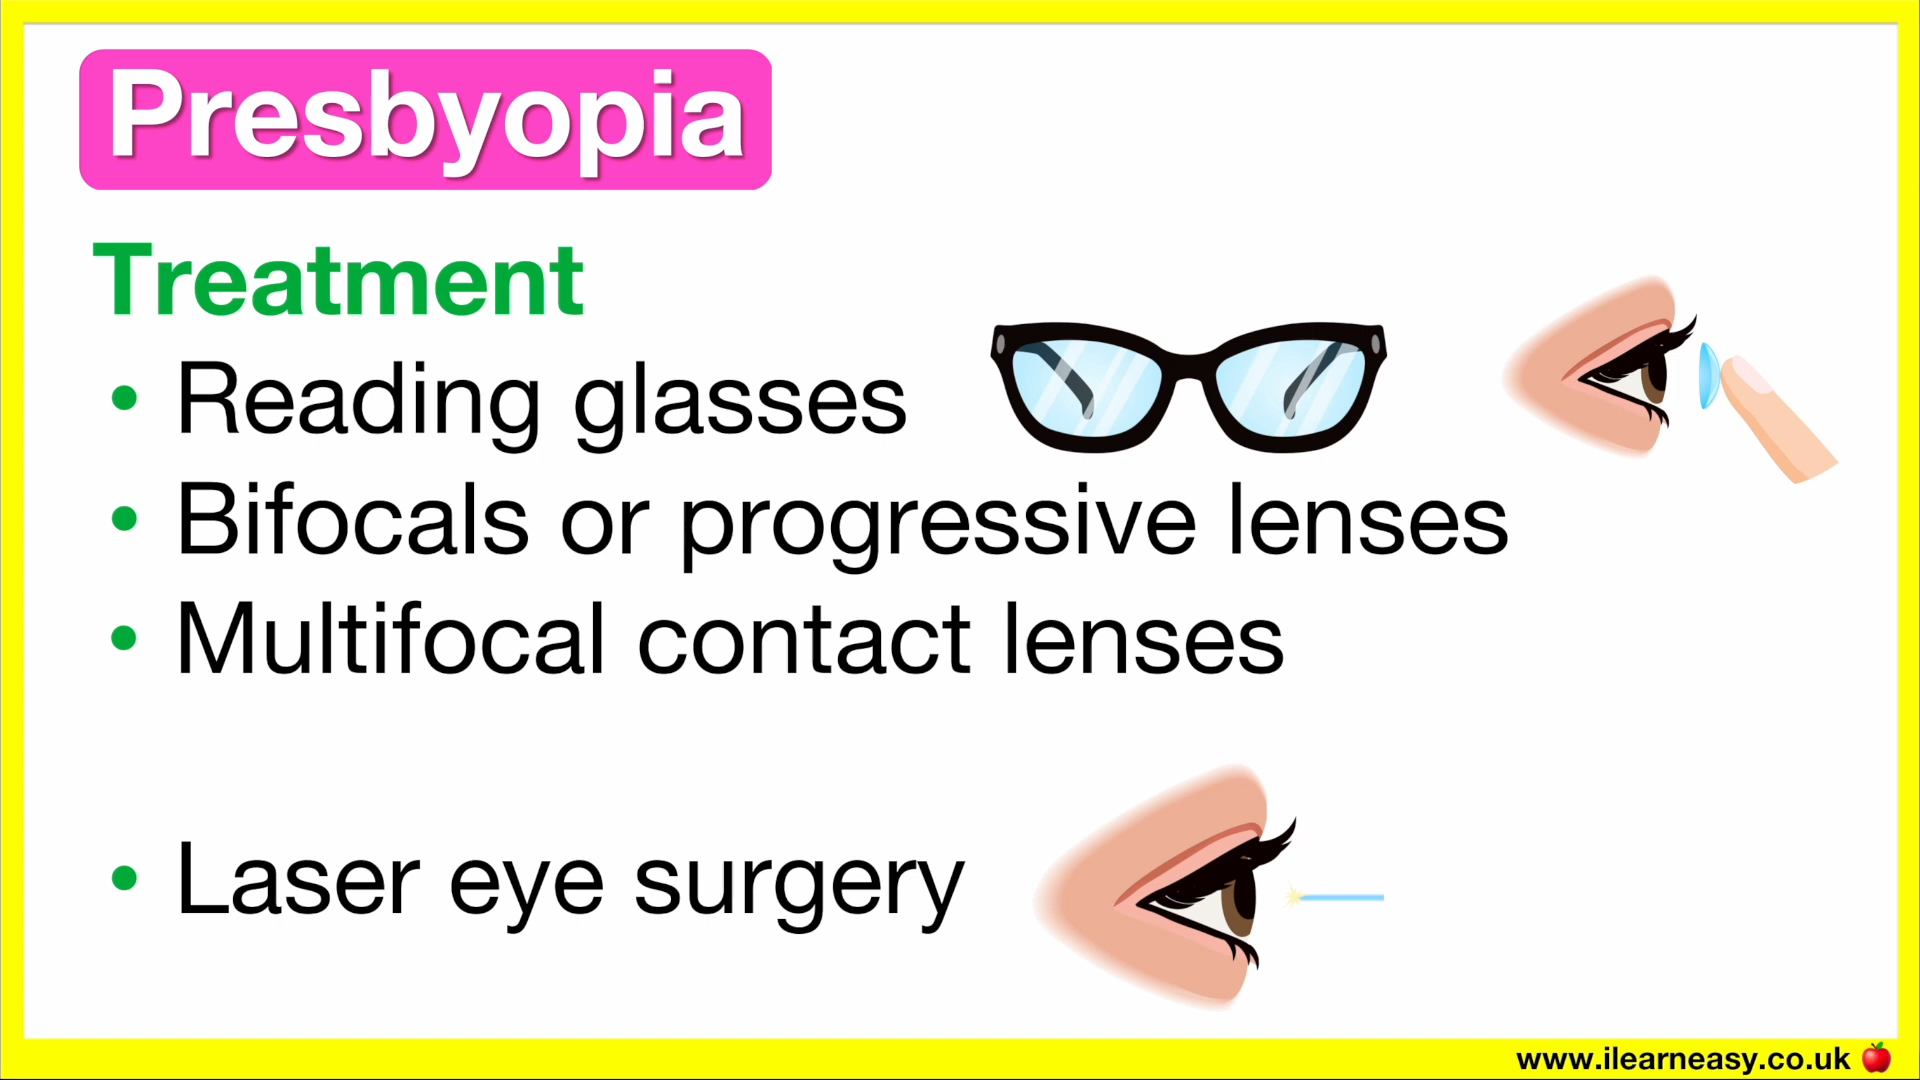 Presbyopia
Treatment
• Reading glasses
• Bifocals or progressive lenses
• Multifocal contact lenses
• Laser eye surgery
www.ilearneasy.co.uk